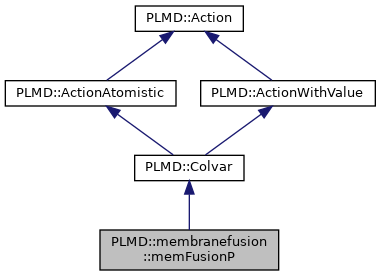 PLMD::Action
PLMD::ActionAtomistic
PLMD::ActionWithValue
PLMD::Colvar
PLMD::membranefusion
::memFusionP